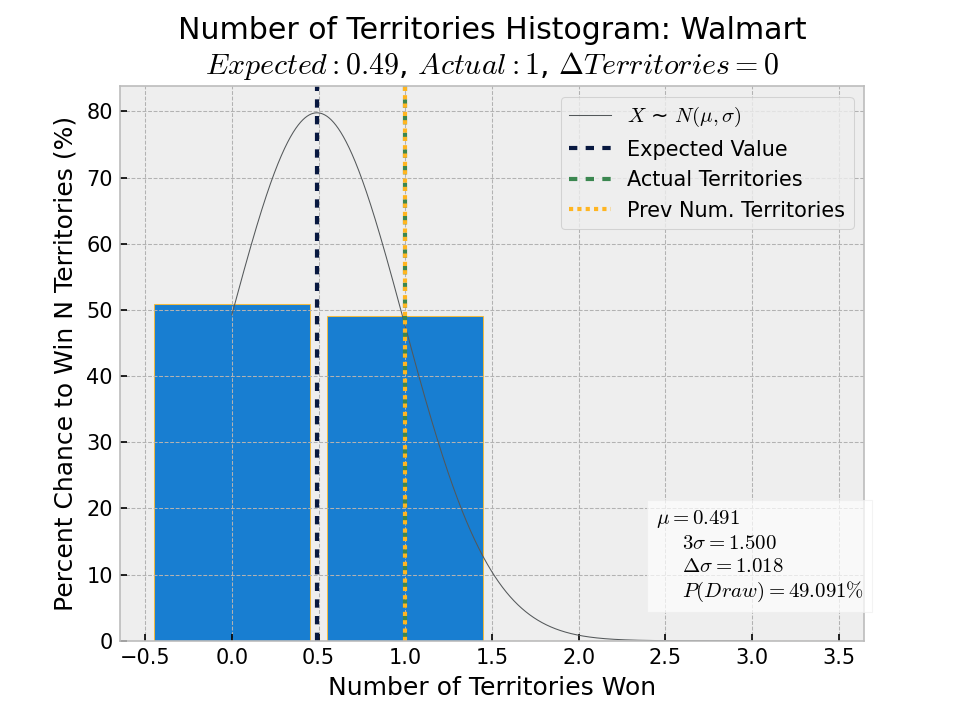 Number of Territories Histogram: Walmart
Expected : 0.49, Actual : 1, ΔTerritories = 0
X ~ N(μ, σ)
Expected Value
Actual Territories
Prev Num. Territories
Percent Chance to Win N Territories (%)
80
70
60
50
40
30
20
10
0
μ = 0.491
3σ = 1.500
Δσ = 1.018
P(Draw) = 49.091%
−0.5 0.0 0.5 1.0 1.5 2.0 2.5 3.0 3.5
Number of Territories Won